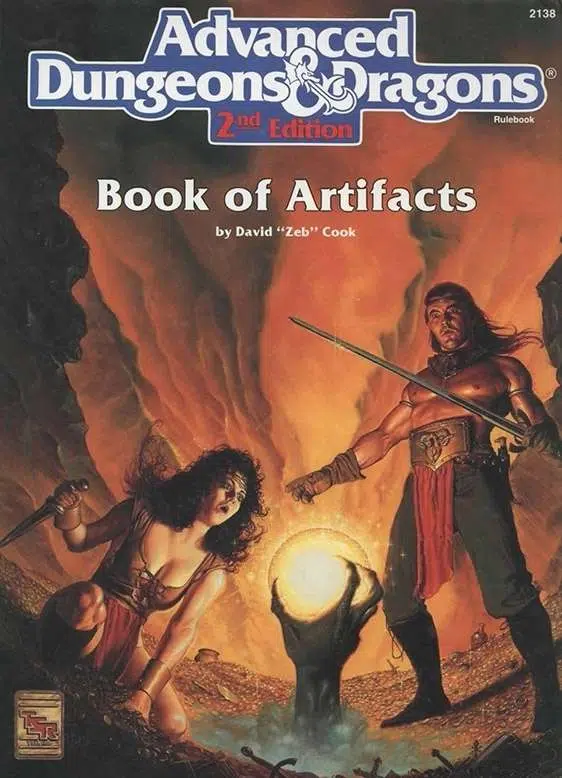 2138
Advanced
Dungeons & Dragons®
2nd Edition
Rulebook
Book of Artifacts
by David "Zeb" Cook
TSR